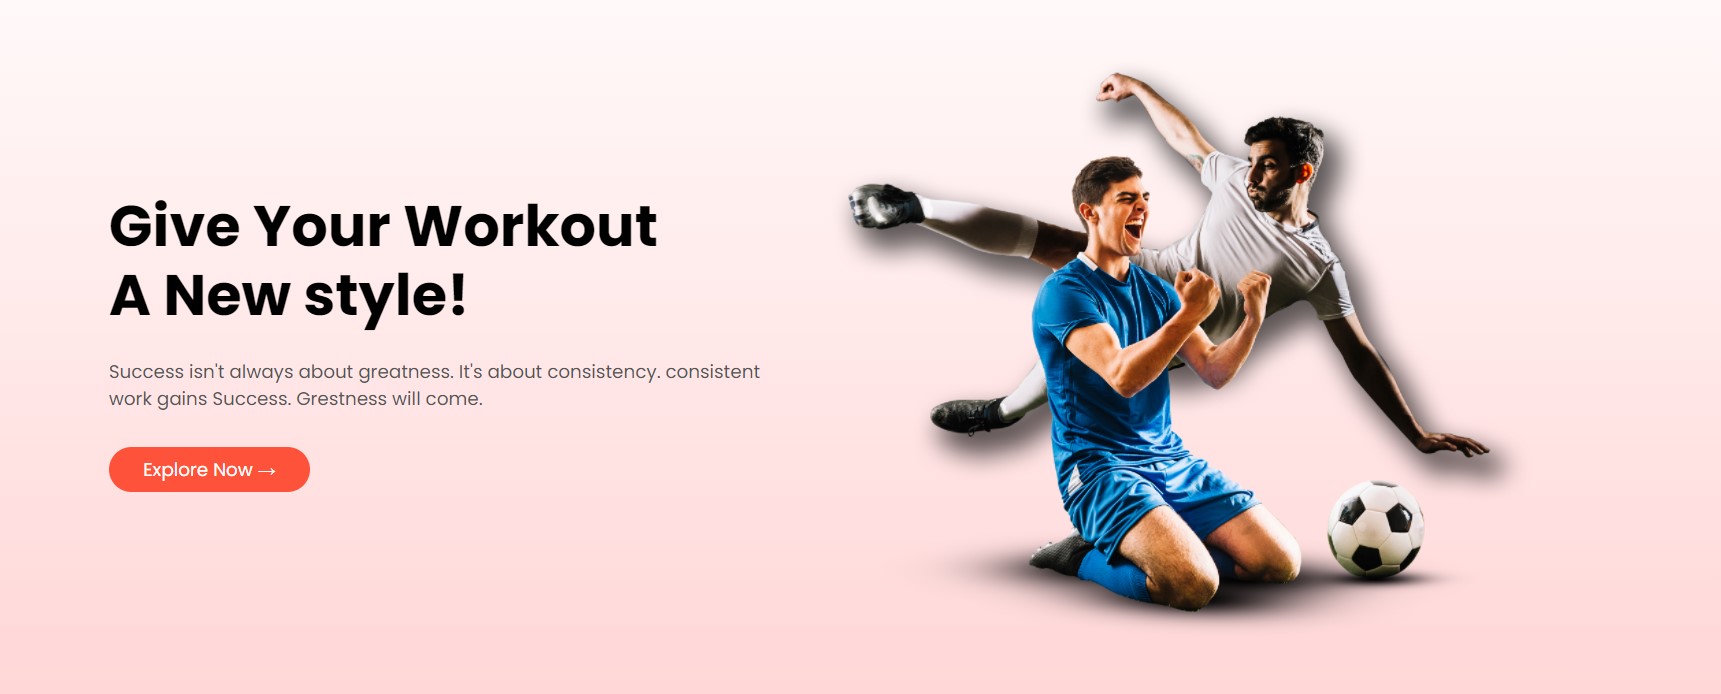 Give Your Workout
A New style!
Success isn't always about greatness. It's about consistency. consistent
work gains Success. Grestness will come.
Explore Now →